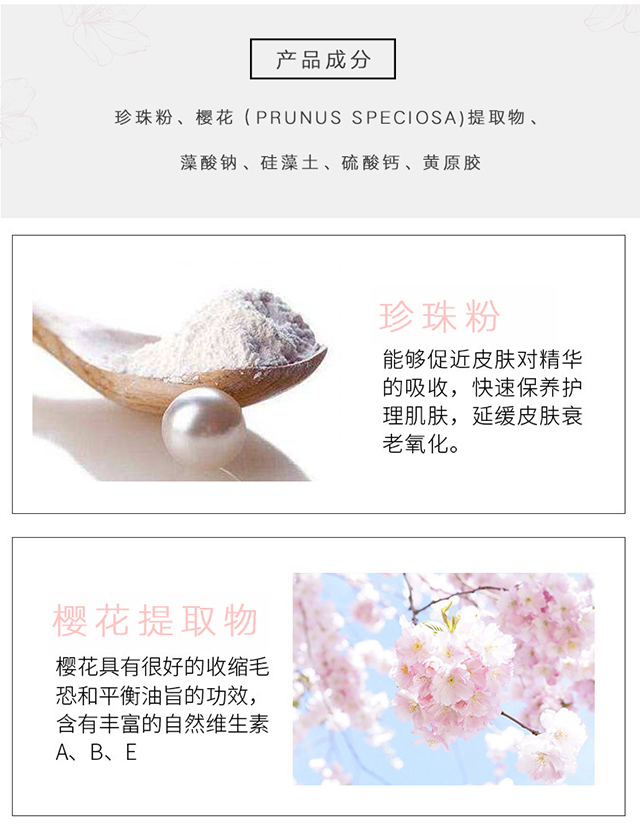 产品成分
珍珠粉、樱花（PRUNUS SPECIOSA)提取物、
藻酸钠、硅藻土、硫酸钙、黄原胶
珍珠粉
能够促近皮肤对精华
的吸收，快速保养护
理肌肤，延缓皮肤衰
老氧化。
樱花提取物
樱花具有很好的收缩毛
恐和平衡油旨的功效，
含有丰富的自然维生素
A、B、E